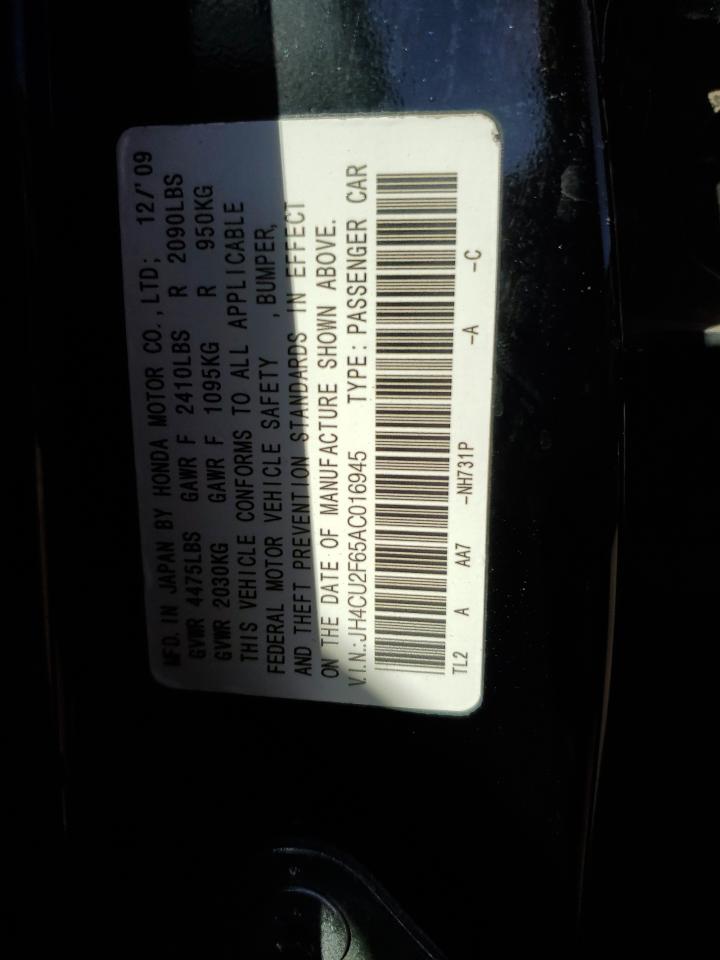 MFD. IN JAPAN BY HONDA MOTOR CO.,LTD; 12/'09
GVWR 4475LBS GAWR F 2410LBS R 2090LBS
GVWR 2030KG GAWR F 1095KG R 950KG
THIS VEHICLE CONFORMS TO ALL APPLICABLE
FEDERAL MOTOR VEHICLE SAFETY ,BUMPER,
AND THEFT PREVENTION STANDARDS IN EFFECT
ON THE DATE OF MANUFACTURE SHOWN ABOVE.
V.I.N.:JH4CU2F65AC016945 TYPE:PASSENGER CAR
TL2 A AA7 -NH731P -A -C